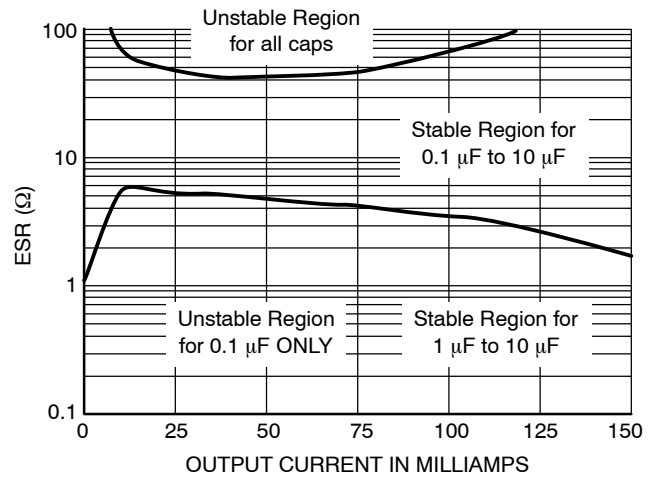 Unstable Region
for all caps
Stable Region for
0.1 μF to 10 μF
Unstable Region
for 0.1 μF ONLY
Stable Region for
1 μF to 10 μF
ESR (Ω)
100
10
1
0.1
0 25 50 75 100 125 150
OUTPUT CURRENT IN MILLIAMPS